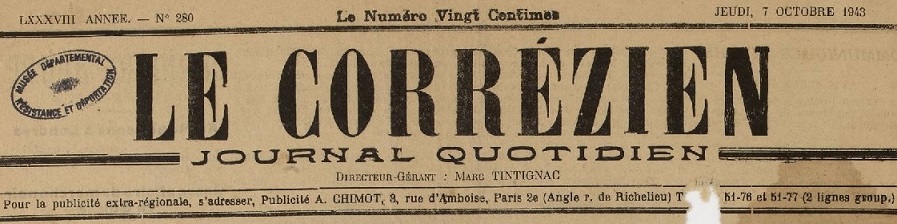 LXXXVIII ANNÉE. — N° 280
Le Numéro Vingt Centimes
JEUDI, 7 OCTOBRE 1943
MUSÉE DÉPARTEMENTAL
RÉSISTANCE ET DÉPORTATION
LE CORRÉZIEN
JOURNAL QUOTIDIEN
DIRECTEUR-GÉRANT : MARC TINTIGNAC
Pour la publicité extra-régionale, s'adresser, Publicité A. CHIMOT, 3, rue d'Amboise, Paris 2e (Angle r. de Richelieu) T 51-76 et 51-77 (2 lignes group.)